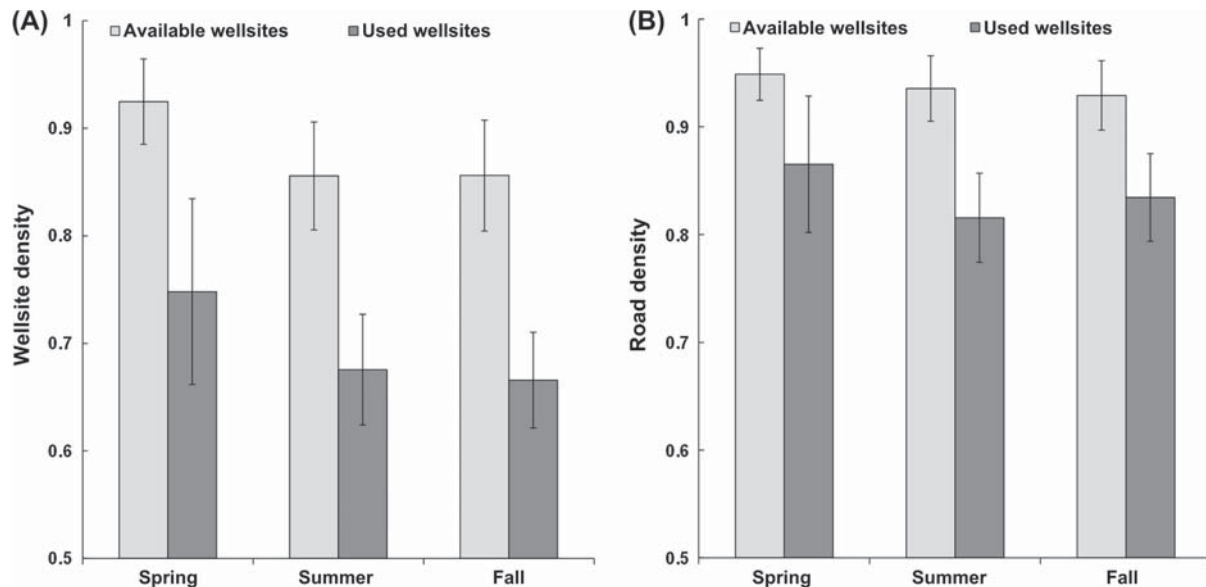 (A)
Available wellsites Used wellsites
Wellsite density
1
0.9
0.8
0.7
0.6
0.5
Spring Summer Fall
(B)
Available wellsites Used wellsites
Road density
1
0.9
0.8
0.7
0.6
0.5
Spring Summer Fall